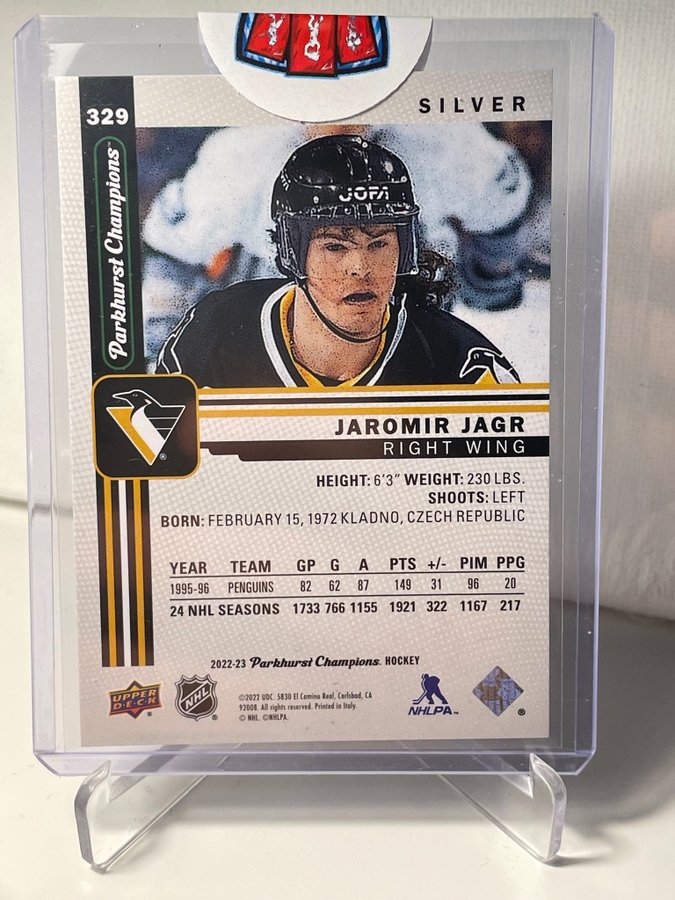 329
SILVER
Parkhurst Champions™
JOFA
JAROMIR JAGR
RIGHT WING
HEIGHT: 6'3" WEIGHT: 230 LBS.
SHOOTS: LEFT
BORN: FEBRUARY 15, 1972 KLADNO, CZECH REPUBLIC
YEAR TEAM GP G A PTS +/- PIM PPG
1995-96 PENGUINS 82 62 87 149 31 96 20
24 NHL SEASONS 1733 766 1155 1921 322 1167 217
2022-23 Parkhurst Champions. HOCKEY
UPPER DECK ®
NHL ®
©2022 UDC. 5830 El Camino Real, Carlsbad, CA
92008. All rights reserved. Printed in Italy.
© NHL. ©NHLPA.
NHLPA™
®